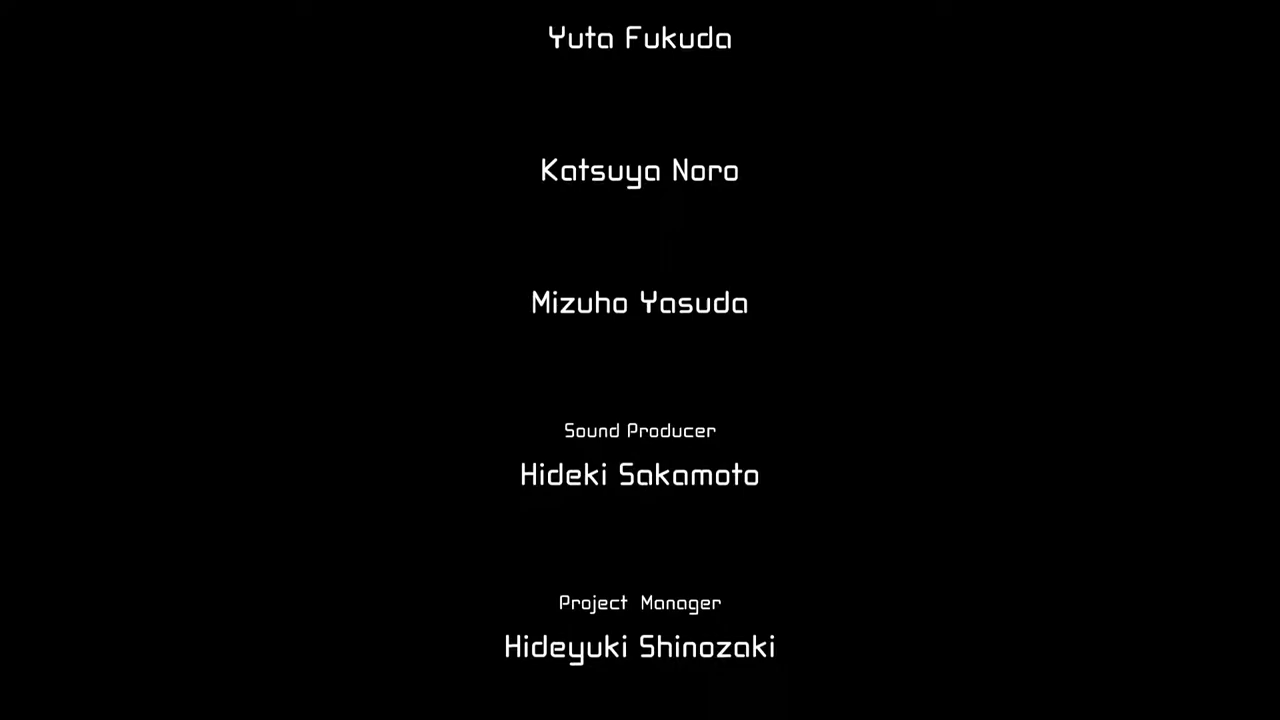 Yuta Fukuda
Katsuya Noro
Mizuho Yasuda
Sound Producer
Hideki Sakamoto
Project Manager
Hideyuki Shinozaki